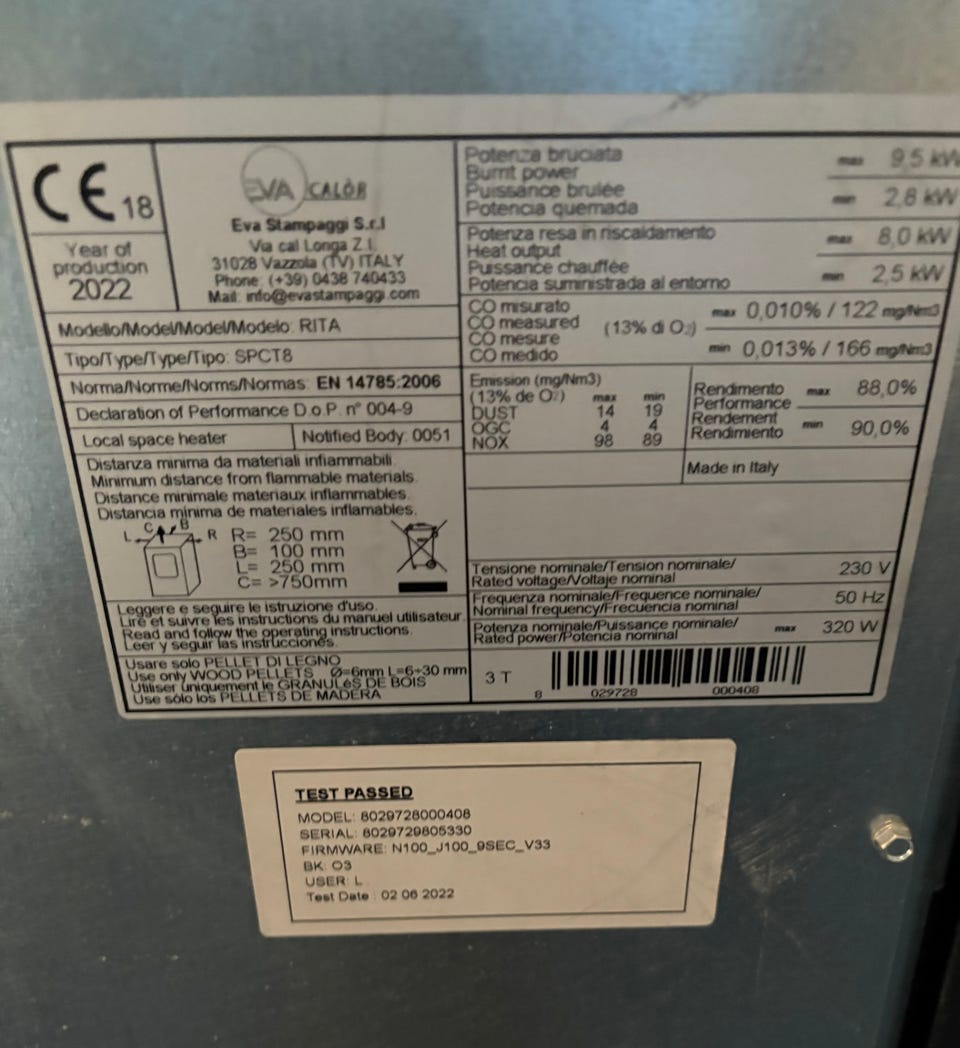 CE 18
Year of
production
2022
EVA CALÒR
Eva Stampaggi S.r.l
Via cal Longa Z.I.
31028 Vazzola (TV) ITALY
Phone: (+39) 0438 740433
Mail: info@evastampaggi.com
Modello/Model/Model/Modelo: RITA
Tipo/Type/Type/Tipo: SPCT8
Norma/Norme/Norms/Normas: EN 14785:2006
Declaration of Performance D.o.P. n° 004-9
Local space heater
Notified Body: 0051
Distanza minima da materiali infiammabili.
Minimum distance from flammable materials.
Distance minimale materiaux inflammables.
Distancia mínima de materiales inflamables.
L C B R
R= 250 mm
B= 100 mm
L= 250 mm
C= >750mm
Leggere e seguire le istruzione d'uso.
Lire et suivre les instructions du manuel utilisateur.
Read and follow the operating instructions.
Leer y seguir las instrucciones.
Usare solo PELLET DI LEGNO
Use only WOOD PELLETS Ø=6mm L=6÷30 mm
Utiliser uniquement le GRANULéS DE BOIS
Use sólo los PELLETS DE MADERA
Potenza bruciata
Burnt power
Puissance brulée
Potencia quemada
max 9,5 kW
min 2,8 kW
Potenza resa in riscaldamento
Heat output
Puissance chauffée
Potencia suministrada al entorno
max 8,0 kW
min 2,5 kW
CO misurato
CO measured
CO mesure
CO medido
(13% di O2)
max 0,010% / 122 mg/Nm3
min 0,013% / 166 mg/Nm3
Emission (mg/Nm3)
(13% de O2) max min
DUST 14 19
OGC 4 4
NOX 98 89
Rendimento
Performance
Rendement
Rendimiento
max 88,0%
min 90,0%
Made in Italy
Tensione nominale/Tension nominale/
Rated voltage/Voltaje nominal
230 V
Frequenza nominale/Frequence nominale/
Nominal frequency/Frecuencia nominal
50 Hz
Potenza nominale/Puissance nominale/
Rated power/Potencia nominal
max 320 W
3 T
8 029728 000408
TEST PASSED
MODEL: 8029728000408
SERIAL: 8029729805330
FIRMWARE: N100_J100_9SEC_V33
BK: O3
USER: L
Test Date : 02 06 2022